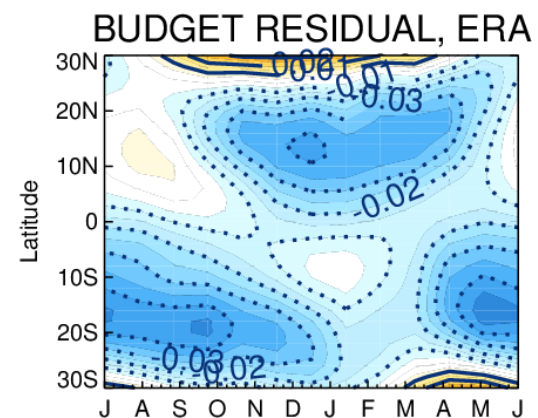 BUDGET RESIDUAL, ERA
30N
20N
10N
0
10S
20S
30S
Latitude
-0.01
-0.03
-0.02
-0.03
0.02
J A S O N D J F M A M J